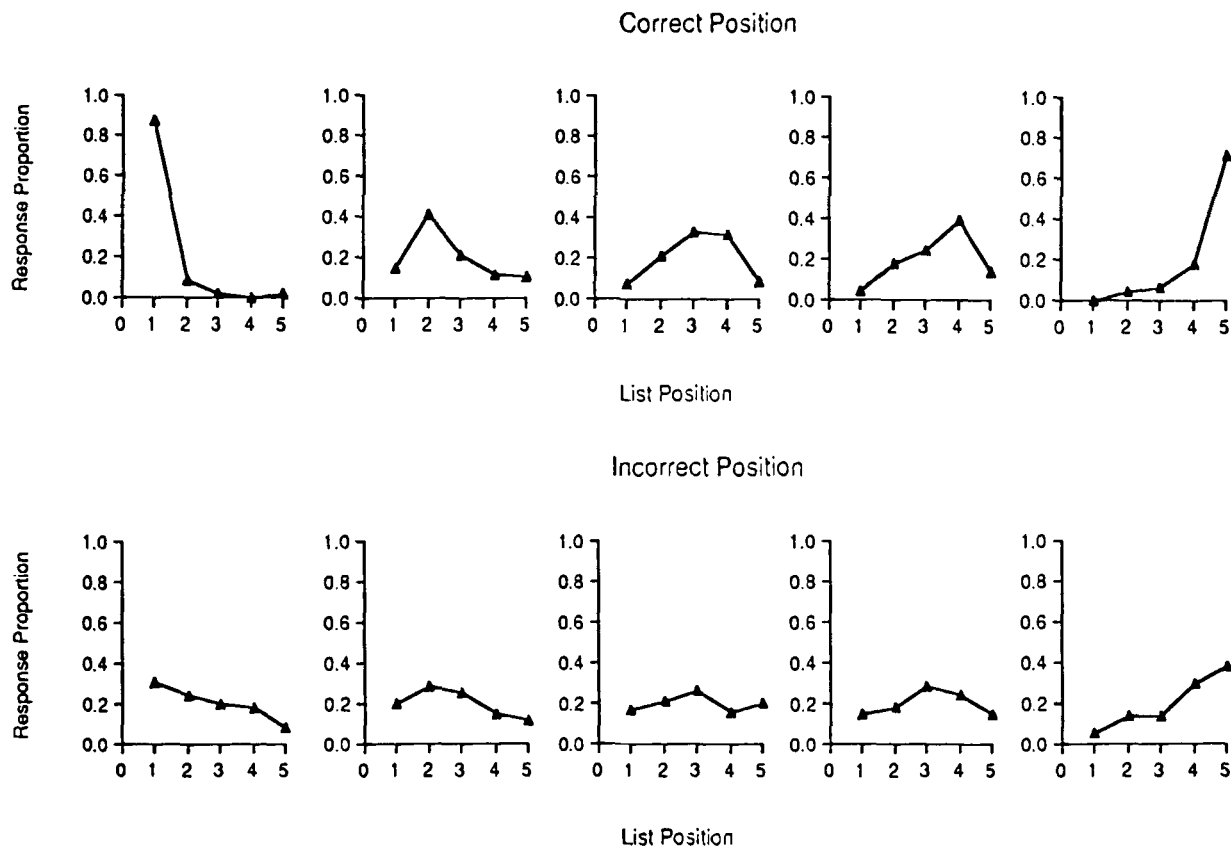 Correct Position
Response Proportion
1.0 1.0 1.0 1.0 1.0
0.8 0.8 0.8 0.8 0.8
0.6 0.6 0.6 0.6 0.6
0.4 0.4 0.4 0.4 0.4
0.2 0.2 0.2 0.2 0.2
0.0 0.0 0.0 0.0 0.0
0 1 2 3 4 5 0 1 2 3 4 5 0 1 2 3 4 5 0 1 2 3 4 5 0 1 2 3 4 5
List Position
Incorrect Position
Response Proportion
1.0 1.0 1.0 1.0 1.0
0.8 0.8 0.8 0.8 0.8
0.6 0.6 0.6 0.6 0.6
0.4 0.4 0.4 0.4 0.4
0.2 0.2 0.2 0.2 0.2
0.0 0.0 0.0 0.0 0.0
0 1 2 3 4 5 0 1 2 3 4 5 0 1 2 3 4 5 0 1 2 3 4 5 0 1 2 3 4 5
List Position